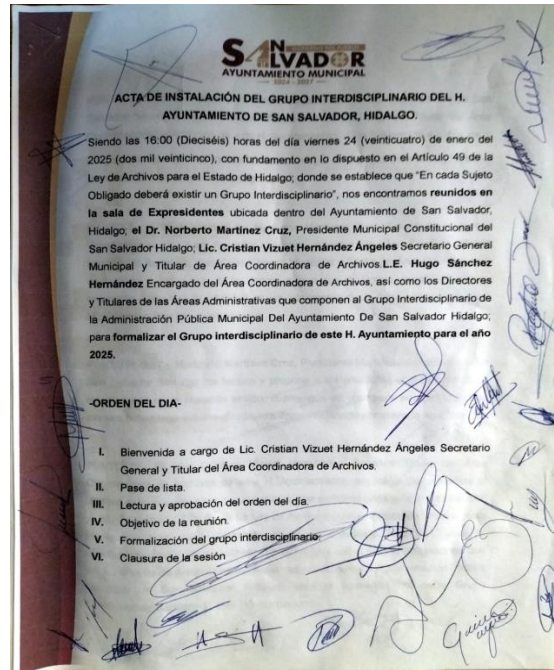 SAN
SALVADOR
AYUNTAMIENTO MUNICIPAL
2024 - 2027
ACTA DE INSTALACIÓN DEL GRUPO INTERDISCIPLINARIO DEL H.
AYUNTAMIENTO DE SAN SALVADOR, HIDALGO.
Siendo las 16.00 (Dieciséis) horas del día viernes 24 (veinticuatro) de enero del
2025 (dos mil veinticinco), con fundamento en lo dispuesto en el Artículo 49 de la
Ley de Archivos para el Estado de Hidalgo; donde se establece que “En cada Sujeto
Obligado deberá existir un Grupo Interdisciplinario”, nos encontramos reunidos en
la sala de Expresidentes ubicada dentro del Ayuntamiento de San Salvador,
Hidalgo; el Dr. Norberto Martínez Cruz, Presidente Municipal Constitucional del
San Salvador Hidalgo; Lic. Cristian Vizuet Hernández Ángeles Secretario General
Municipal y Titular de Área Coordinadora de Archivos.L.E. Hugo Sánchez
Hernández Encargado del Área Coordinadora de Archivos, así como los Directores
y Titulares de las Áreas Administrativas que componen al Grupo Interdisciplinario de
la Administración Pública Municipal Del Ayuntamiento De San Salvador Hidalgo;
para formalizar el Grupo interdisciplinario de este H. Ayuntamiento para el año
2025.
-ORDEN DEL DIA-
I. Bienvenida a cargo de Lic. Cristian Vizuet Hernández Ángeles Secretario
General y Titular del Área Coordinadora de Archivos.
II. Pase de lista.
III. Lectura y aprobación del orden del día.
IV. Objetivo de la reunión.
V. Formalización del grupo interdisciplinario.
VI. Clausura de la sesión